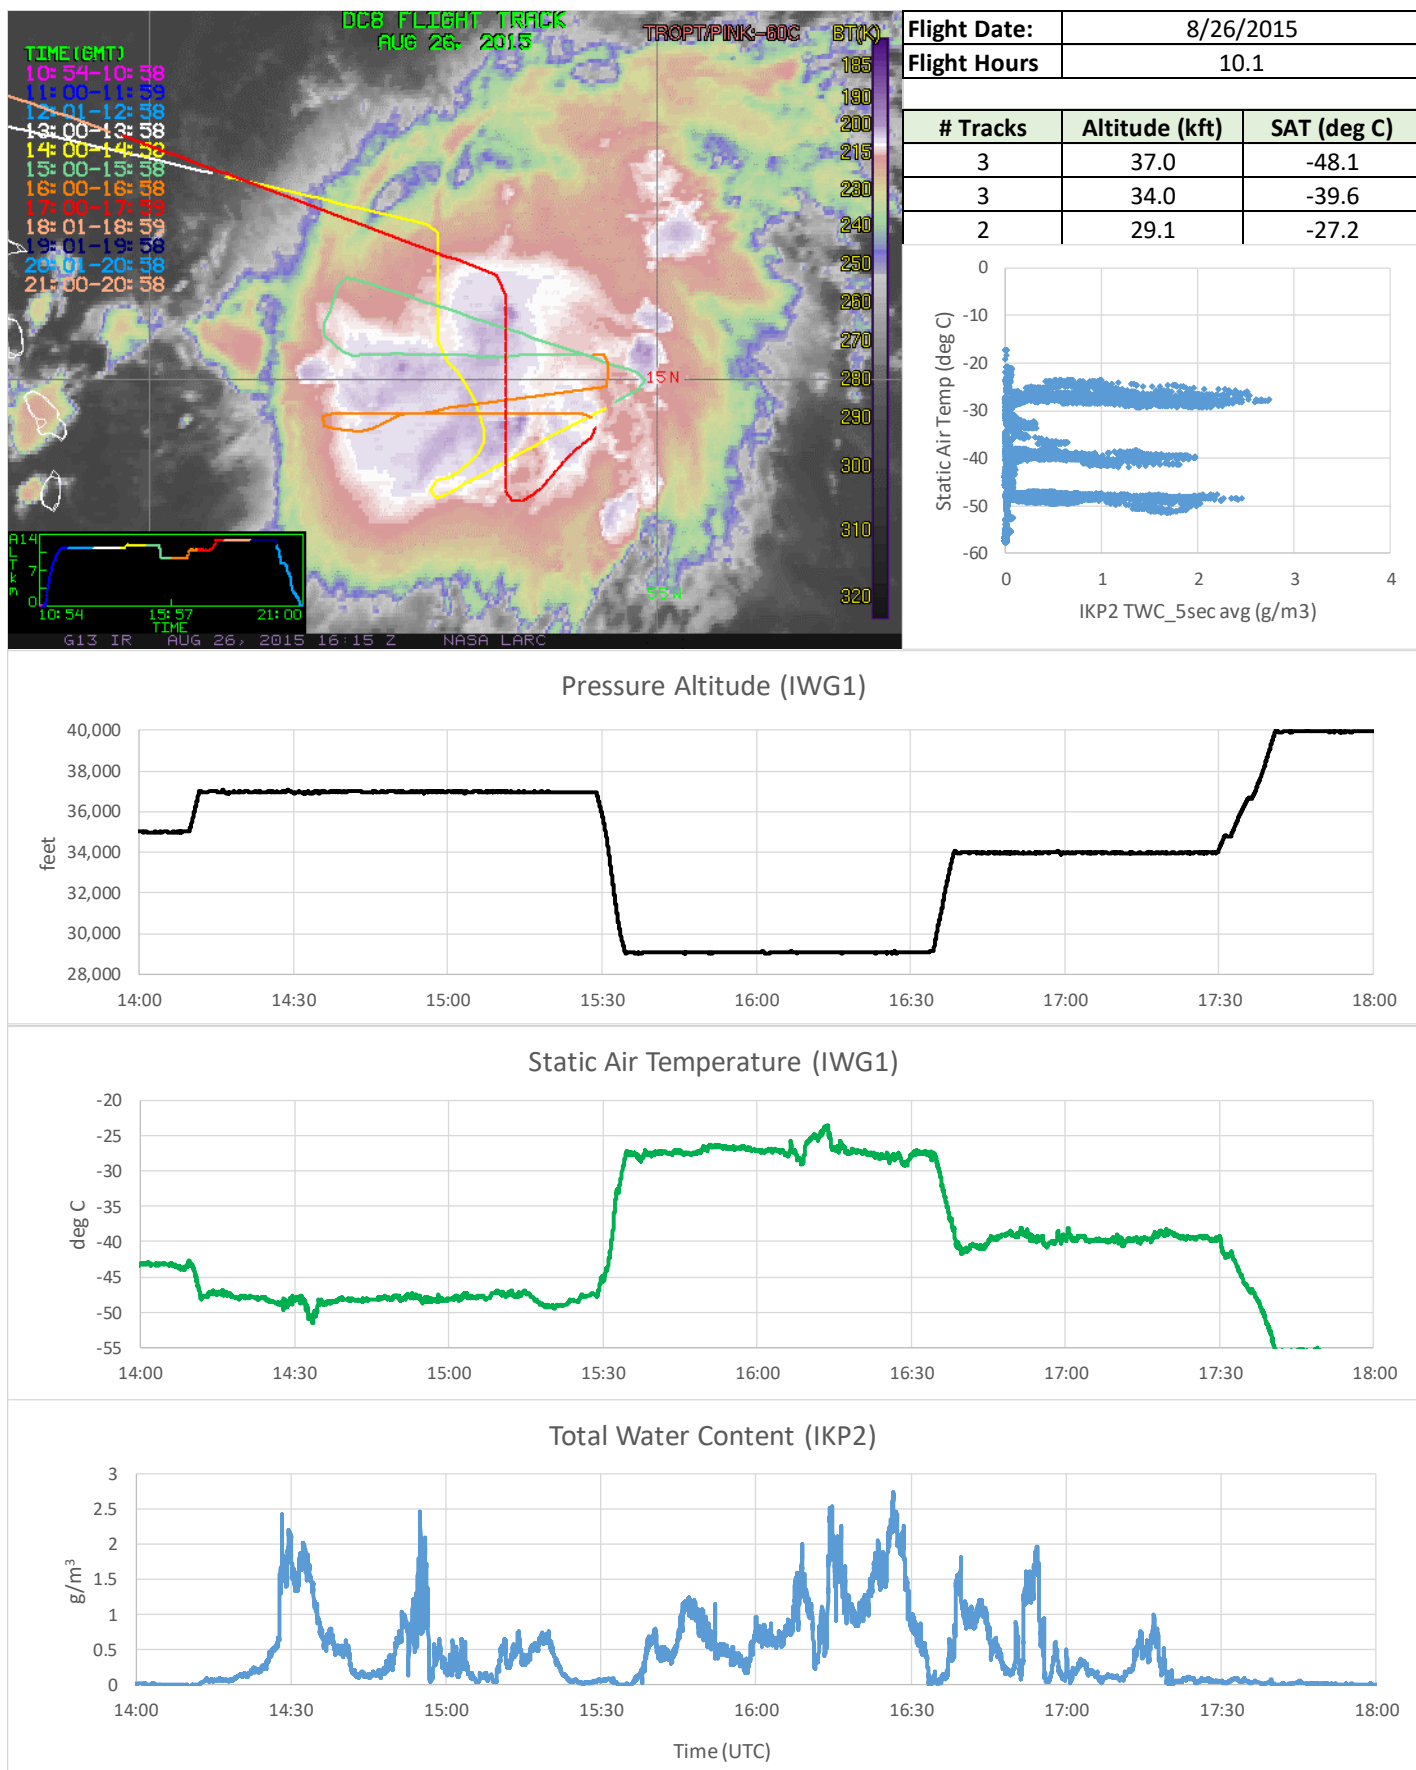 DC8 FLIGHT TRACK
AUG 26, 2015
TROPT/PINK:-60C
BT(K)
TIME(GMT)
10:54-10:58
11:00-11:59
12:01-12:58
13:00-13:58
14:00-14:58
15:00-15:58
16:00-16:58
17:00-17:59
18:01-18:59
19:01-19:58
20:01-20:58
21:00-20:58
185
190
200
215
230
240
250
260
270
280
290
300
310
320
15 N
55 W
ALT km
14
7
0
10:54 15:57 21:00
TIME
G13 IR AUG 26, 2015 16:15 Z NASA LARC
Flight Date: 8/26/2015
Flight Hours 10.1
# Tracks Altitude (kft) SAT (deg C)
3 37.0 -48.1
3 34.0 -39.6
2 29.1 -27.2
Static Air Temp (deg C)
0
-10
-20
-30
-40
-50
-60
0 1 2 3 4
IKP2 TWC_5sec avg (g/m3)
Pressure Altitude (IWG1)
feet
40,000
38,000
36,000
34,000
32,000
30,000
28,000
14:00 14:30 15:00 15:30 16:00 16:30 17:00 17:30 18:00
Static Air Temperature (IWG1)
deg C
-20
-25
-30
-35
-40
-45
-50
-55
14:00 14:30 15:00 15:30 16:00 16:30 17:00 17:30 18:00
Total Water Content (IKP2)
g/m³
3
2.5
2
1.5
1
0.5
0
14:00 14:30 15:00 15:30 16:00 16:30 17:00 17:30 18:00
Time (UTC)